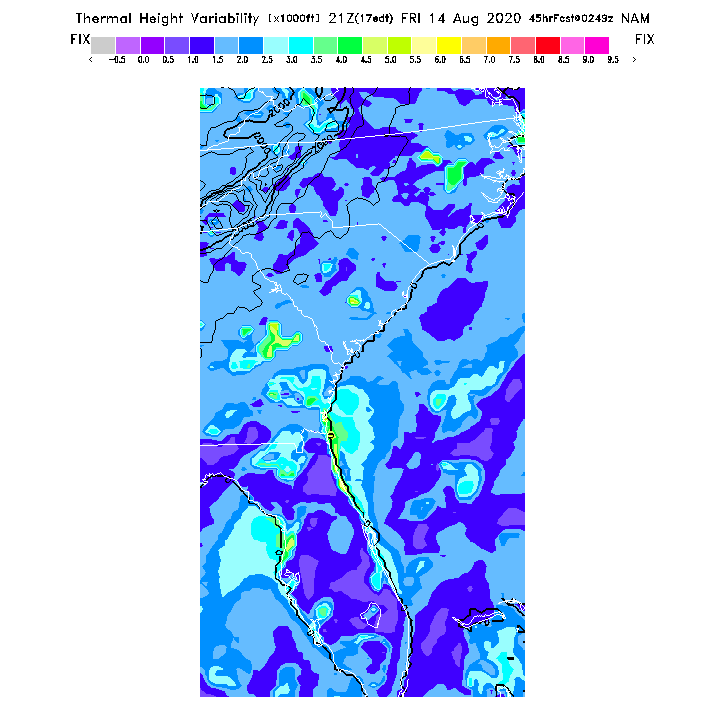 Thermal Height Variability [x1000ft] 21Z(17edt) FRI 14 Aug 2020 45hrFcst@0249z NAM
FIX FIX
< -0.5 0.0 0.5 1.0 1.5 2.0 2.5 3.0 3.5 4.0 4.5 5.0 5.5 6.0 6.5 7.0 7.5 8.0 8.5 9.0 9.5 >
2000
2000